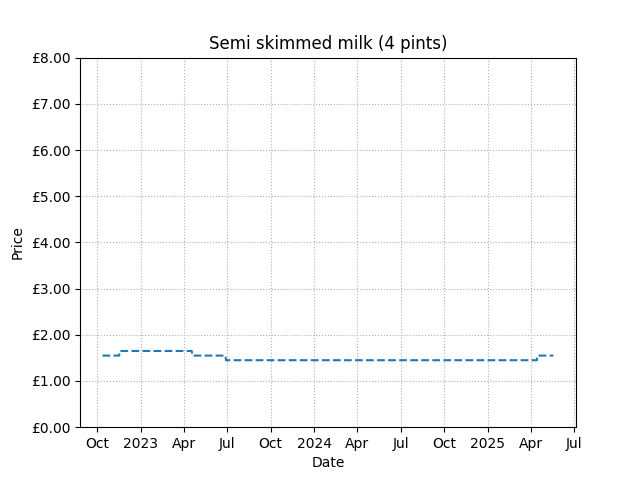 Semi skimmed milk (4 pints)
£8.00
£7.00
£6.00
£5.00
£4.00
£3.00
£2.00
£1.00
£0.00
Price
Oct 2023 Apr Jul Oct 2024 Apr Jul Oct 2025 Apr Jul
Date